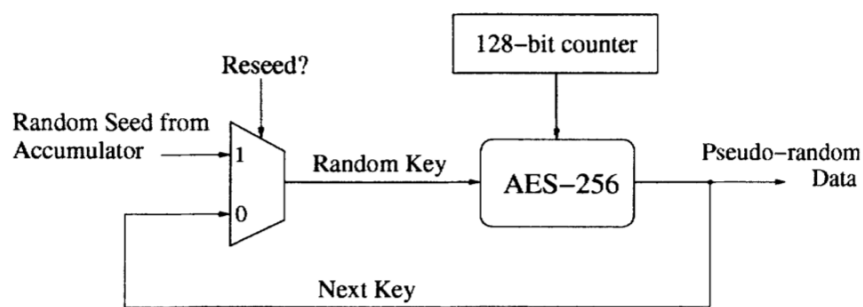 128-bit counter
Reseed?
Random Seed from
Accumulator
1
Random Key
AES-256
Pseudo-random
Data
0
Next Key